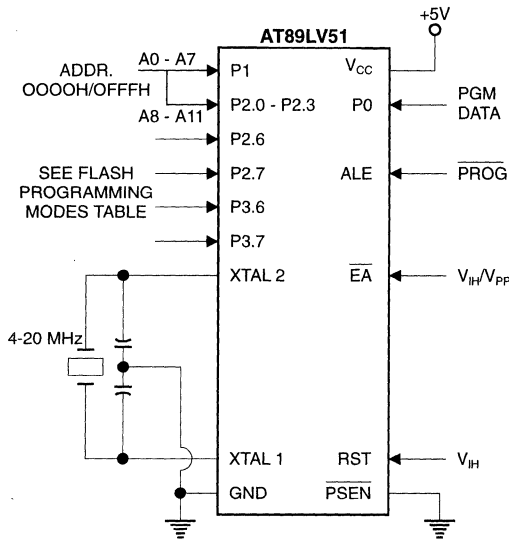 +5V
AT89LV51
A0 - A7
ADDR.
OOOOH/OFFFH
A8 - A11
P1
VCC
P2.0 - P2.3
P0
PGM
DATA
P2.6
P2.7
ALE
PROG
SEE FLASH
PROGRAMMING
MODES TABLE
P3.6
P3.7
XTAL 2
EA
VIH/VPP
4-20 MHz
XTAL 1
RST
VIH
GND
PSEN